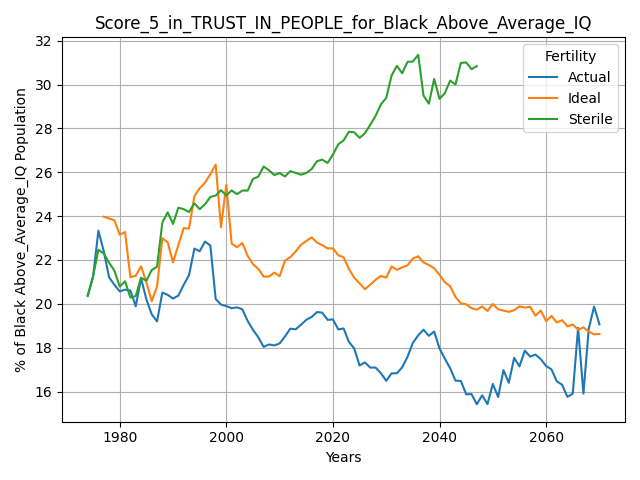 Score_5_in_TRUST_IN_PEOPLE_for_Black_Above_Average_IQ
% of Black Above_Average_IQ Population
32
30
28
26
24
22
20
18
16
Fertility
Actual
Ideal
Sterile
1980 2000 2020 2040 2060
Years